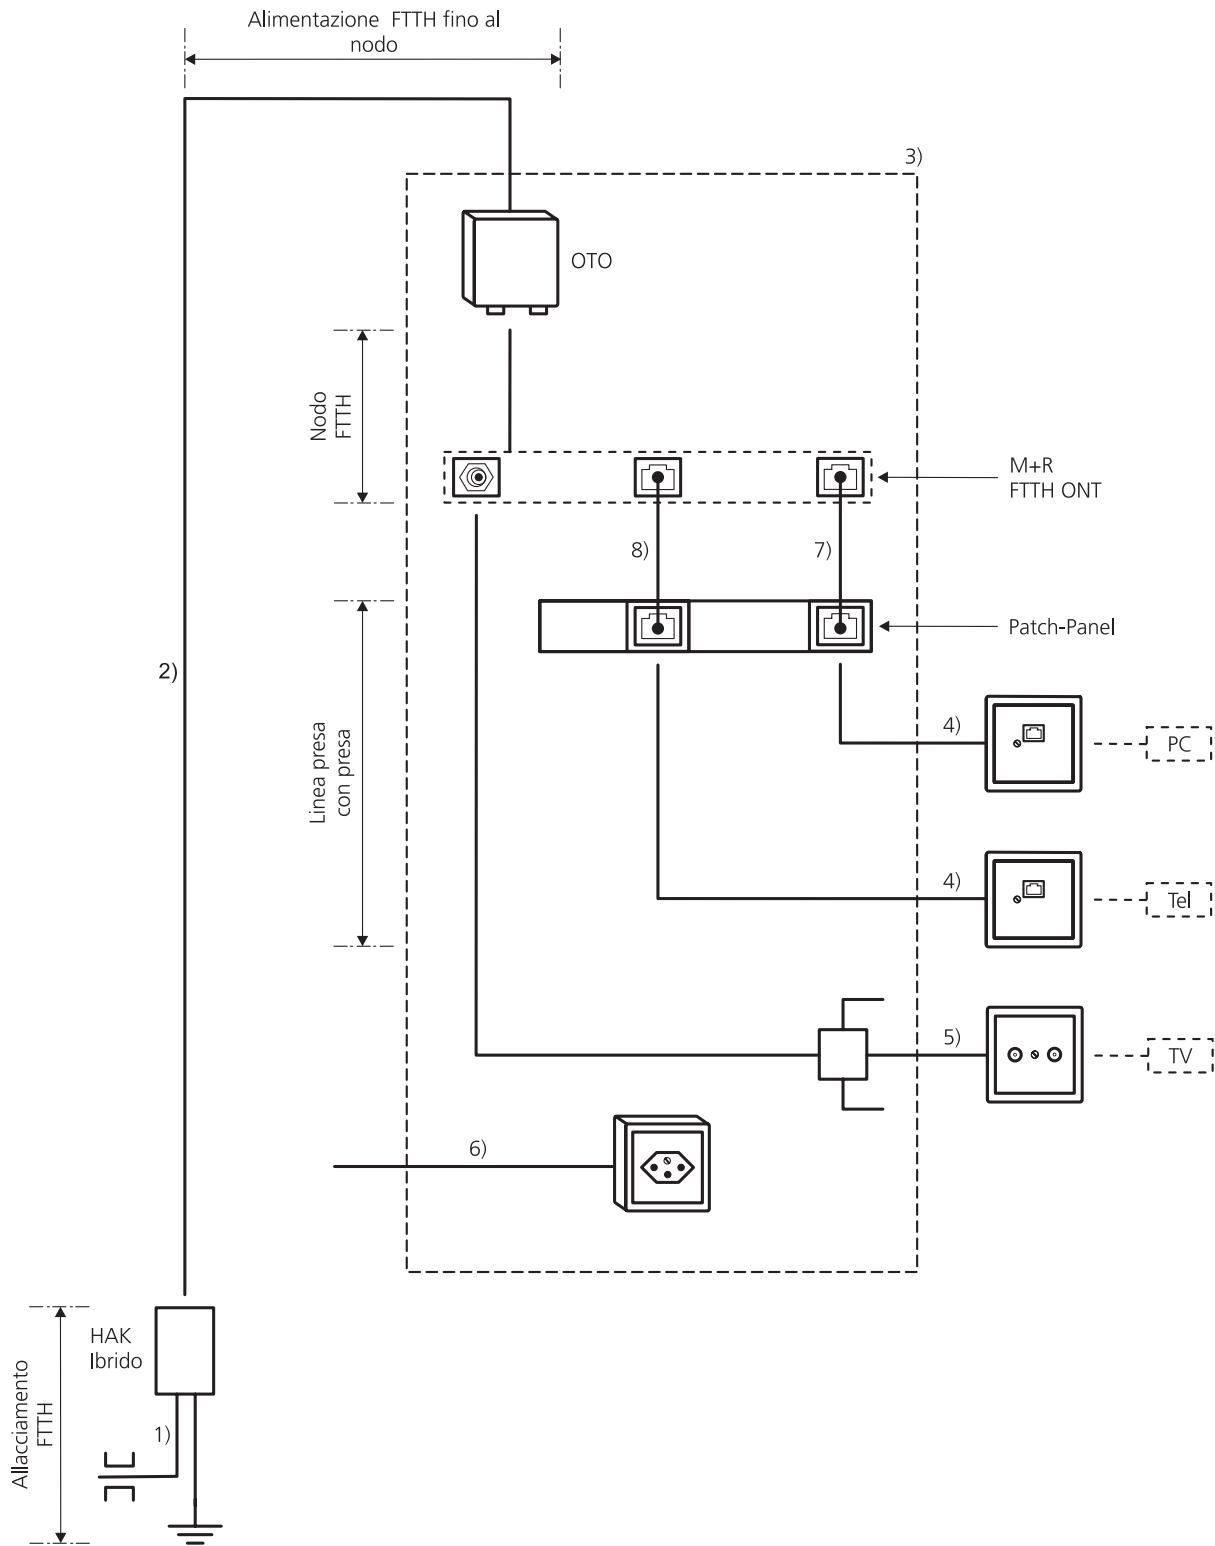 Alimentazione FTTH fino al
nodo
3)
OTO
Nodo
FTTH
M+R
FTTH ONT
8)
7)
Patch-Panel
2)
Linea presa
con presa
4)
PC
4)
Tel
5)
TV
6)
HAK
Ibrido
Allacciamento
FTTH
1)